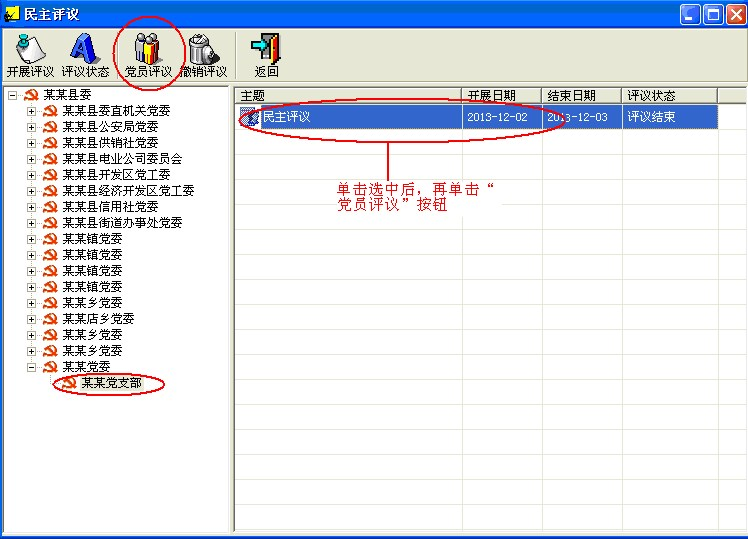 民主评议
开展评议 评议状态 党员评议 撤销评议 返回
某某县委
某某县委直机关党委
某某县公安局党委
某某县供销社党委
某某县电业公司委员会
某某县开发区党工委
某某县经济开发区党工委
某某县信用社党委
某某县街道办事处党委
某某镇党委
某某镇党委
某某镇党委
某某镇党委
某某乡党委
某某店乡党委
某某乡党委
某某乡党委
某某党委
某某党支部
主题 开展日期 结束日期 评议状态
民主评议 2013-12-02 2013-12-03 评议结束
单击选中后，再单击“
党员评议”按钮